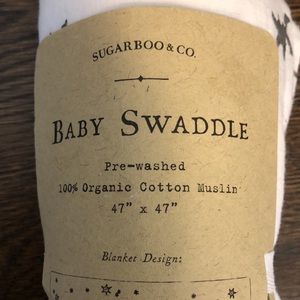 SUGARBOO & CO.
BABY SWADDLE
Pre-washed
100% Organic Cotton Muslin
47" x 47"
Blanket Design: